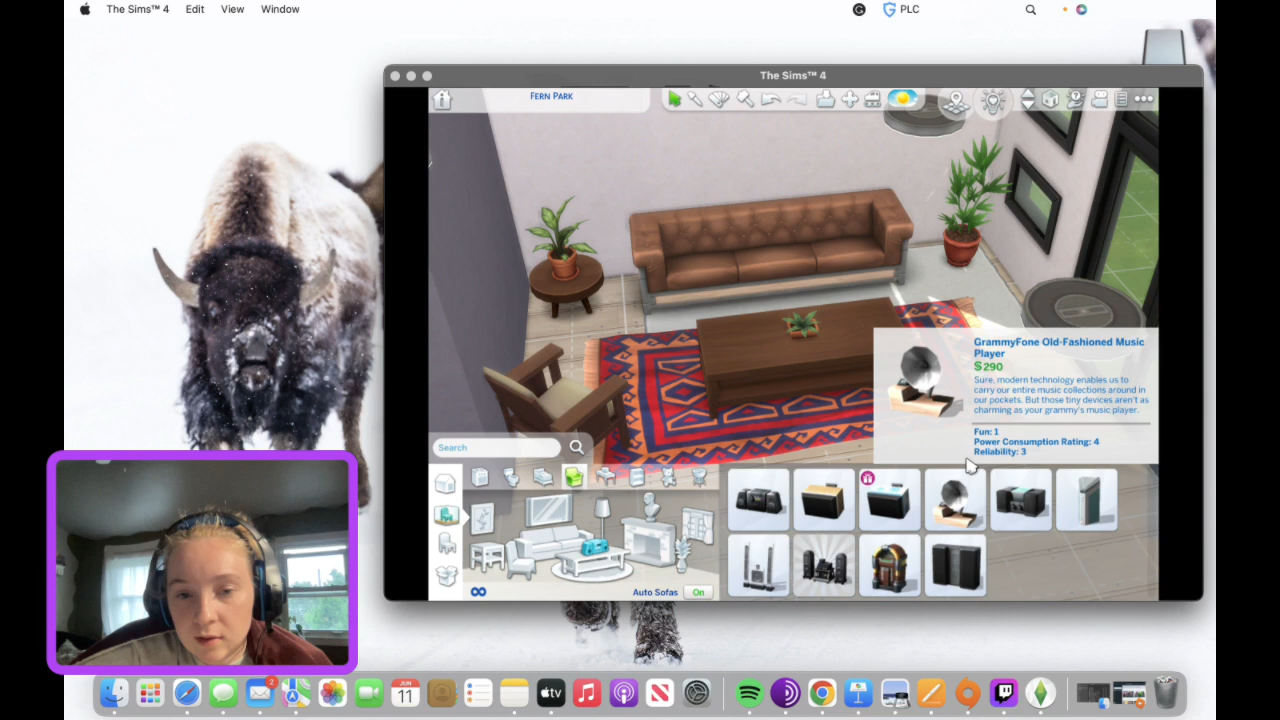 The Sims™ 4 Edit View Window
PLC
The Sims™ 4
FERN PARK
GrammyFone Old-Fashioned Music
Player
§290
Sure, modern technology enables us to
carry our entire music collections around in
our pockets. But those tiny devices aren't as
charming as your grammy's music player.
Fun: 1
Power Consumption Rating: 4
Reliability: 3
Search
Auto Sofas On
2
JUN
11
tv